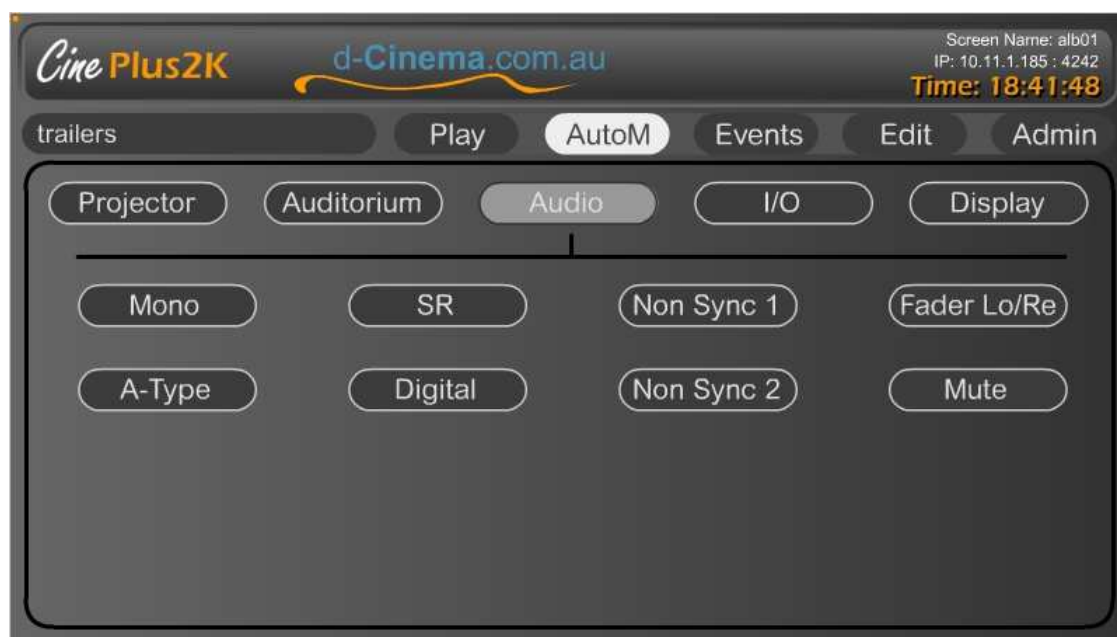 Cine Plus2K
d-Cinema.com.au
Screen Name: alb01
IP: 10.11.1.185 : 4242
Time: 18:41:48
trailers Play AutoM Events Edit Admin
Projector Auditorium Audio I/O Display
Mono SR Non Sync 1 Fader Lo/Re
A-Type Digital Non Sync 2 Mute